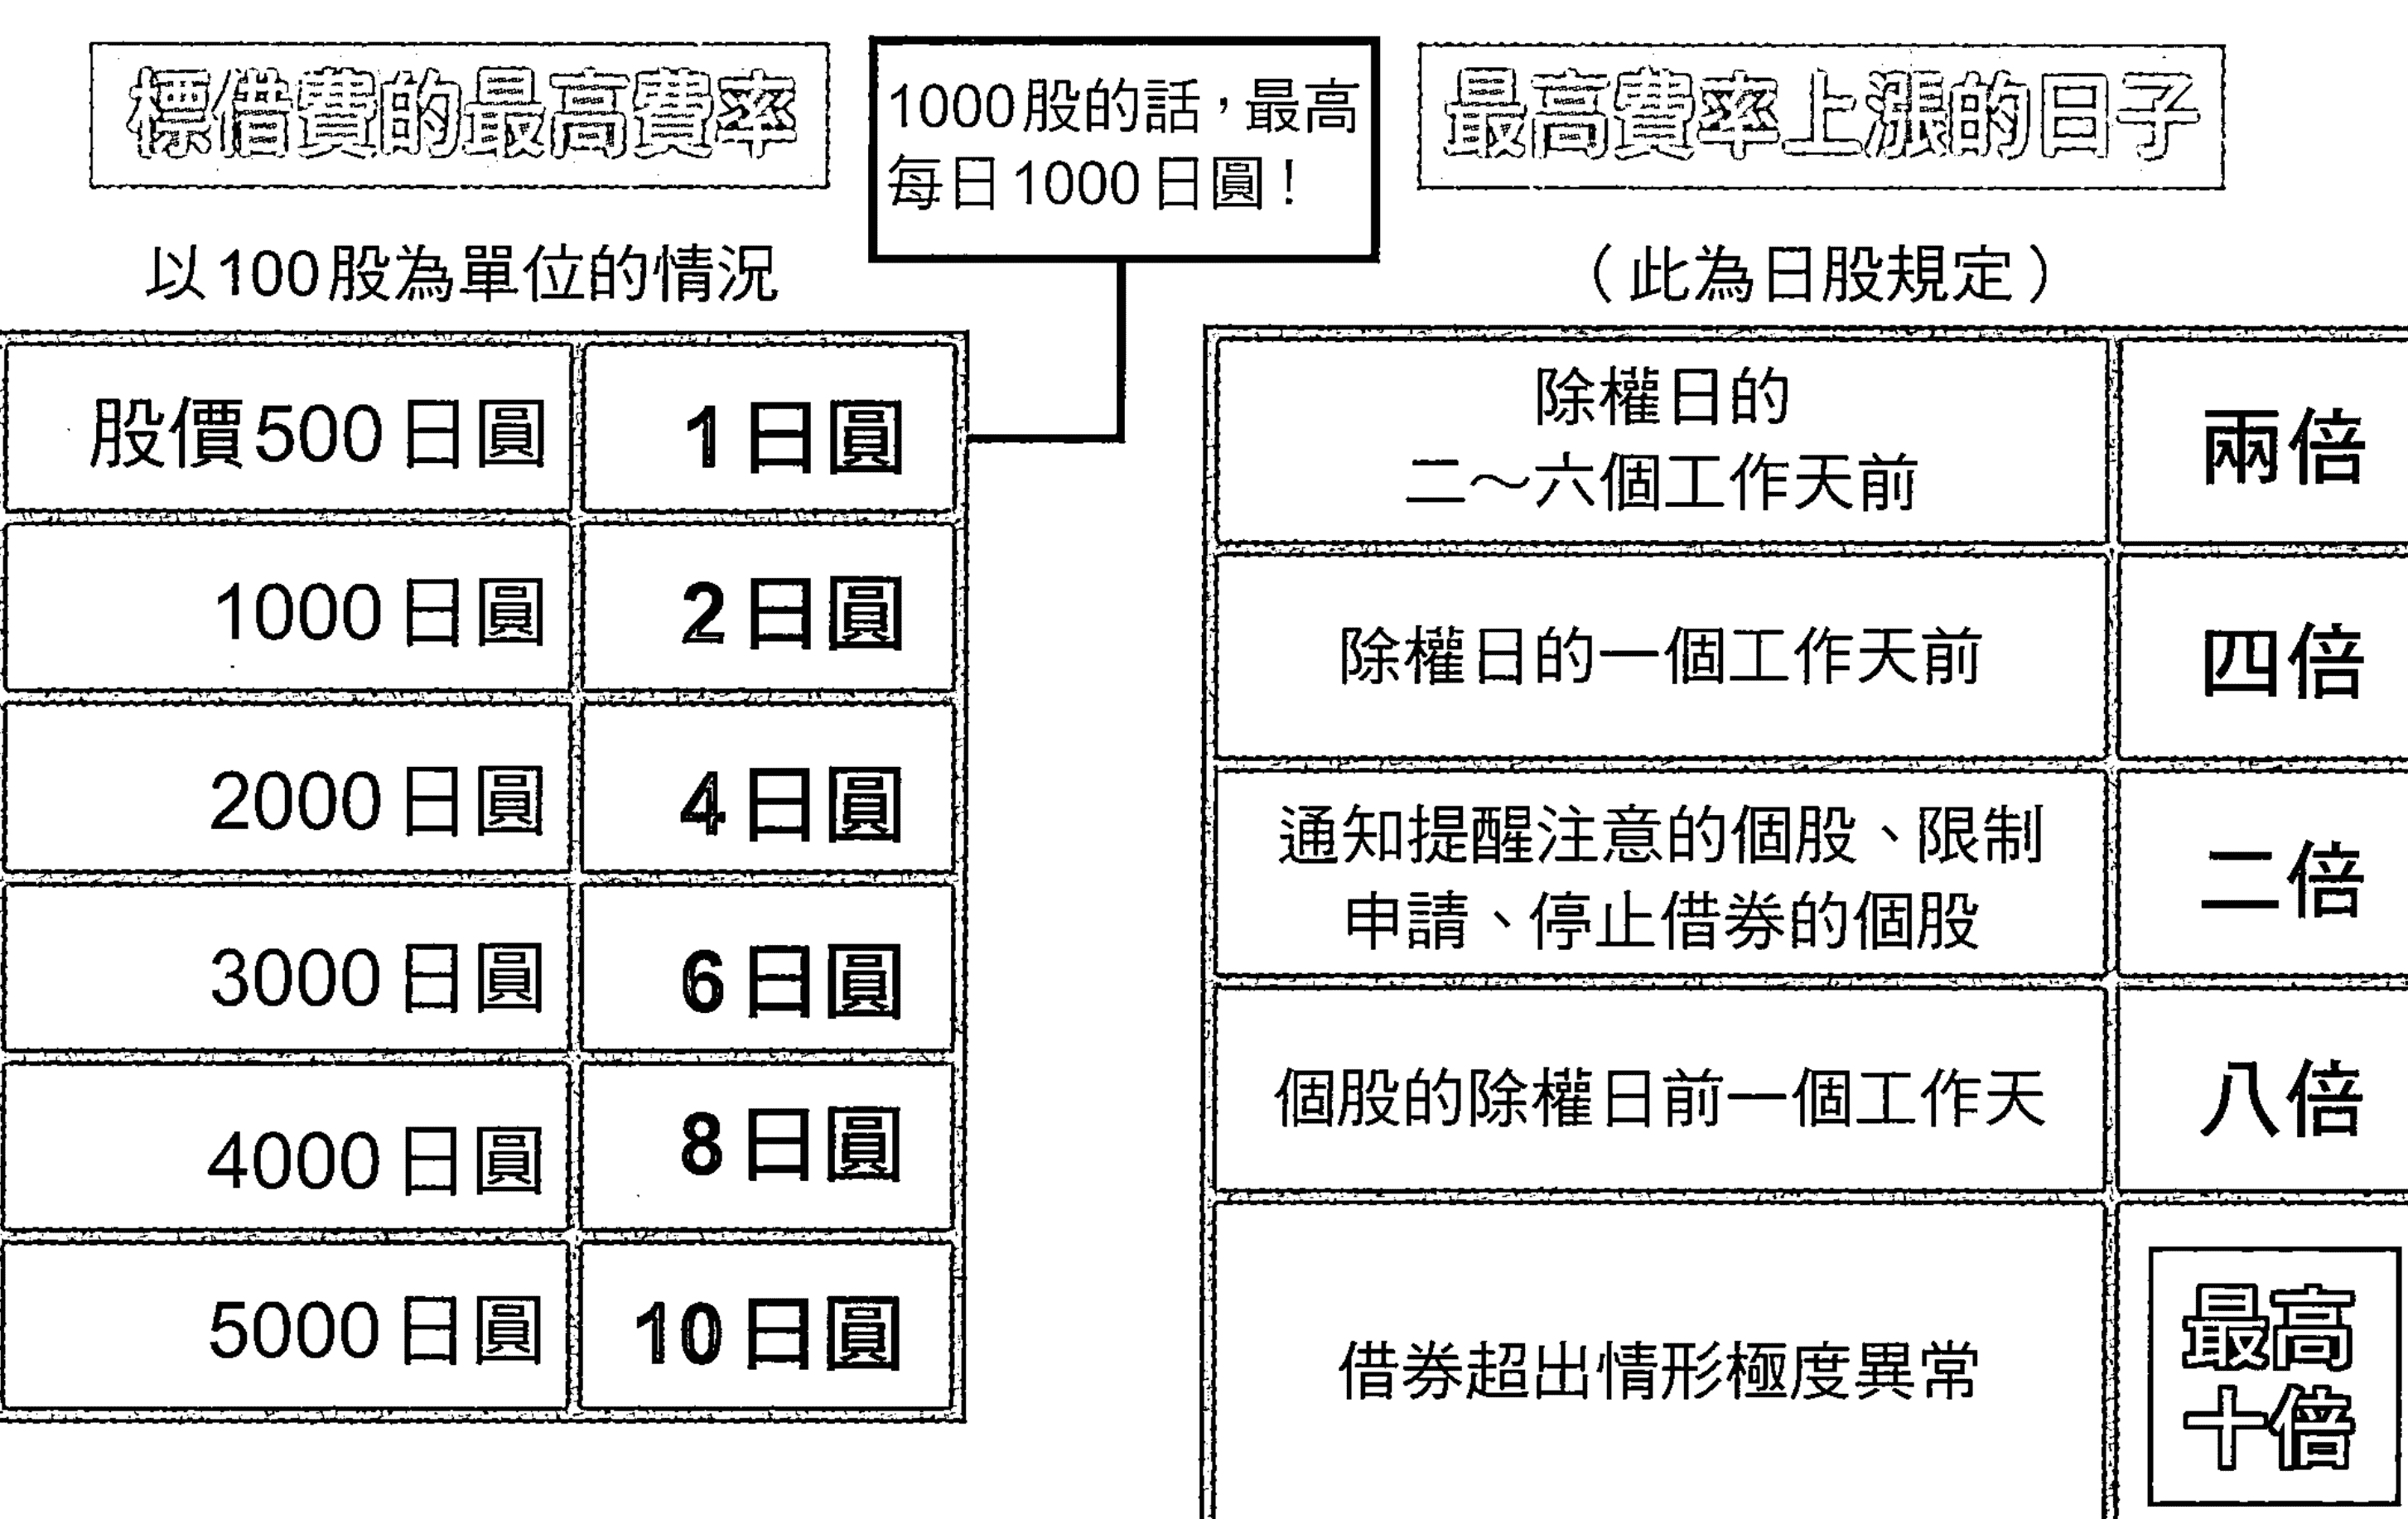 標借費的最高費率
以100股為單位的情況
1000股的話，最高
每日1000日圓！
股價500日圓 1日圓
1000日圓 2日圓
2000日圓 4日圓
3000日圓 6日圓
4000日圓 8日圓
5000日圓 10日圓
最高費率上漲的日子
（此為日股規定）
除權日的
二～六個工作天前
兩倍
除權日的一個工作天前 四倍
通知提醒注意的個股、限制
申請、停止借券的個股
二倍
個股的除權日前一個工作天 八倍
借券超出情形極度異常
最高
十倍